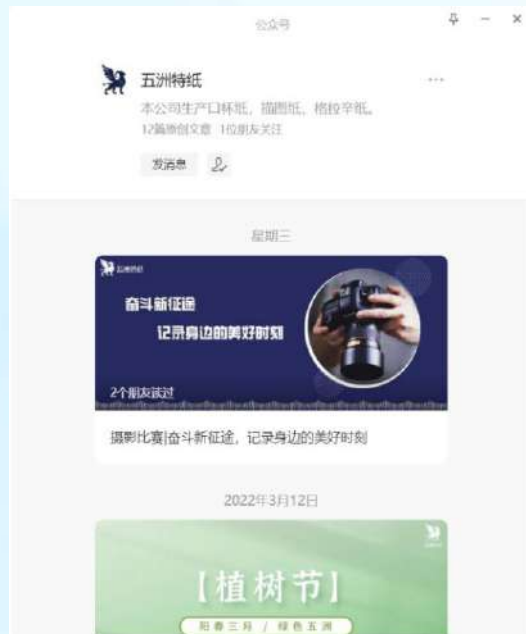 公众号
五洲特纸
本公司生产口杯纸，描图纸，格拉辛纸。
12篇原创文章 1位朋友关注
发消息
星期三
五洲特纸
奋斗新征途
记录身边的美好时刻
2个朋友读过
摄影比赛|奋斗新征途，记录身边的美好时刻
2022年3月12日
【植树节】
阳春三月 / 绿色五洲